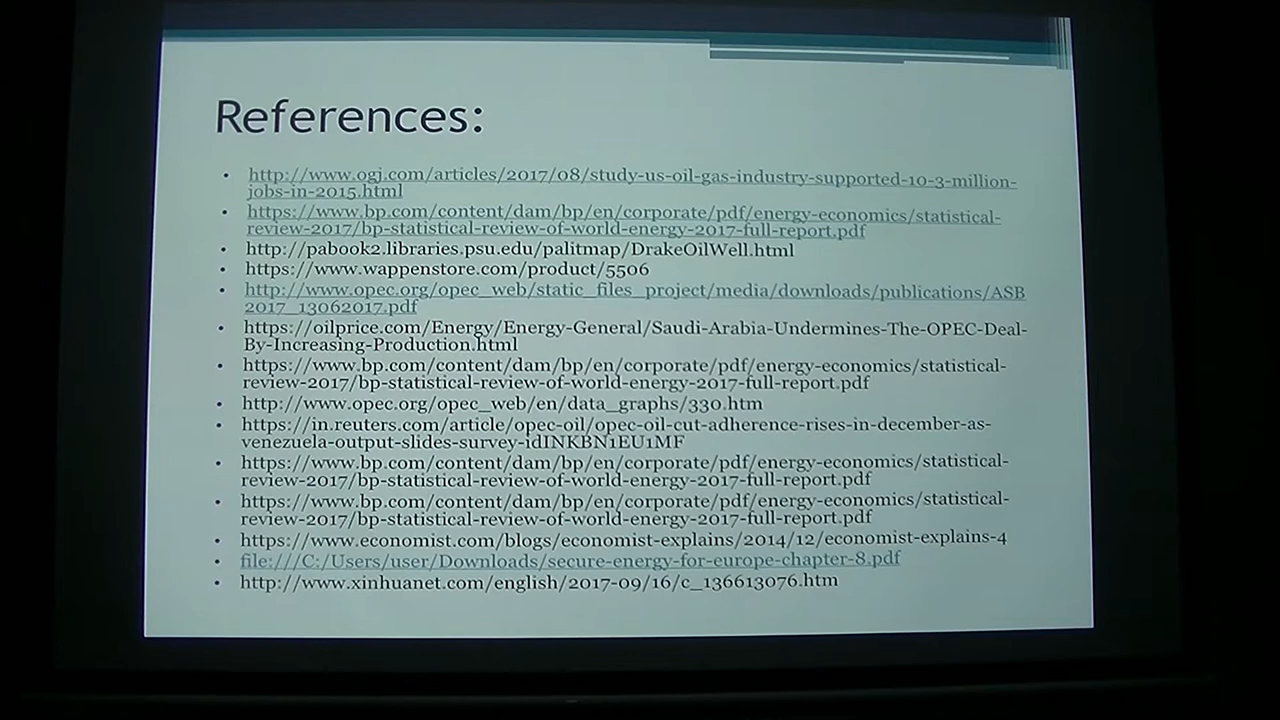 References:
• http://www.ogj.com/articles/2017/08/study-us-oil-gas-industry-supported-10-3-million-
jobs-in-2015.html
• https://www.bp.com/content/dam/bp/en/corporate/pdf/energy-economics/statistical-
review-2017/bp-statistical-review-of-world-energy-2017-full-report.pdf
• http://pabook2.libraries.psu.edu/palitmap/DrakeOilWell.html
• https://www.wappenstore.com/product/5506
• http://www.opec.org/opec_web/static_files_project/media/downloads/publications/ASB
2017_13062017.pdf
• https://oilprice.com/Energy/Energy-General/Saudi-Arabia-Undermines-The-OPEC-Deal-
By-Increasing-Production.html
• https://www.bp.com/content/dam/bp/en/corporate/pdf/energy-economics/statistical-
review-2017/bp-statistical-review-of-world-energy-2017-full-report.pdf
• http://www.opec.org/opec_web/en/data_graphs/330.htm
• https://in.reuters.com/article/opec-oil/opec-oil-cut-adherence-rises-in-december-as-
venezuela-output-slides-survey-idINKBN1EU1MF
• https://www.bp.com/content/dam/bp/en/corporate/pdf/energy-economics/statistical-
review-2017/bp-statistical-review-of-world-energy-2017-full-report.pdf
• https://www.bp.com/content/dam/bp/en/corporate/pdf/energy-economics/statistical-
review-2017/bp-statistical-review-of-world-energy-2017-full-report.pdf
• https://www.economist.com/blogs/economist-explains/2014/12/economist-explains-4
• file:///C:/Users/user/Downloads/secure-energy-for-europe-chapter-8.pdf
• http://www.xinhuanet.com/english/2017-09/16/c_136613076.htm